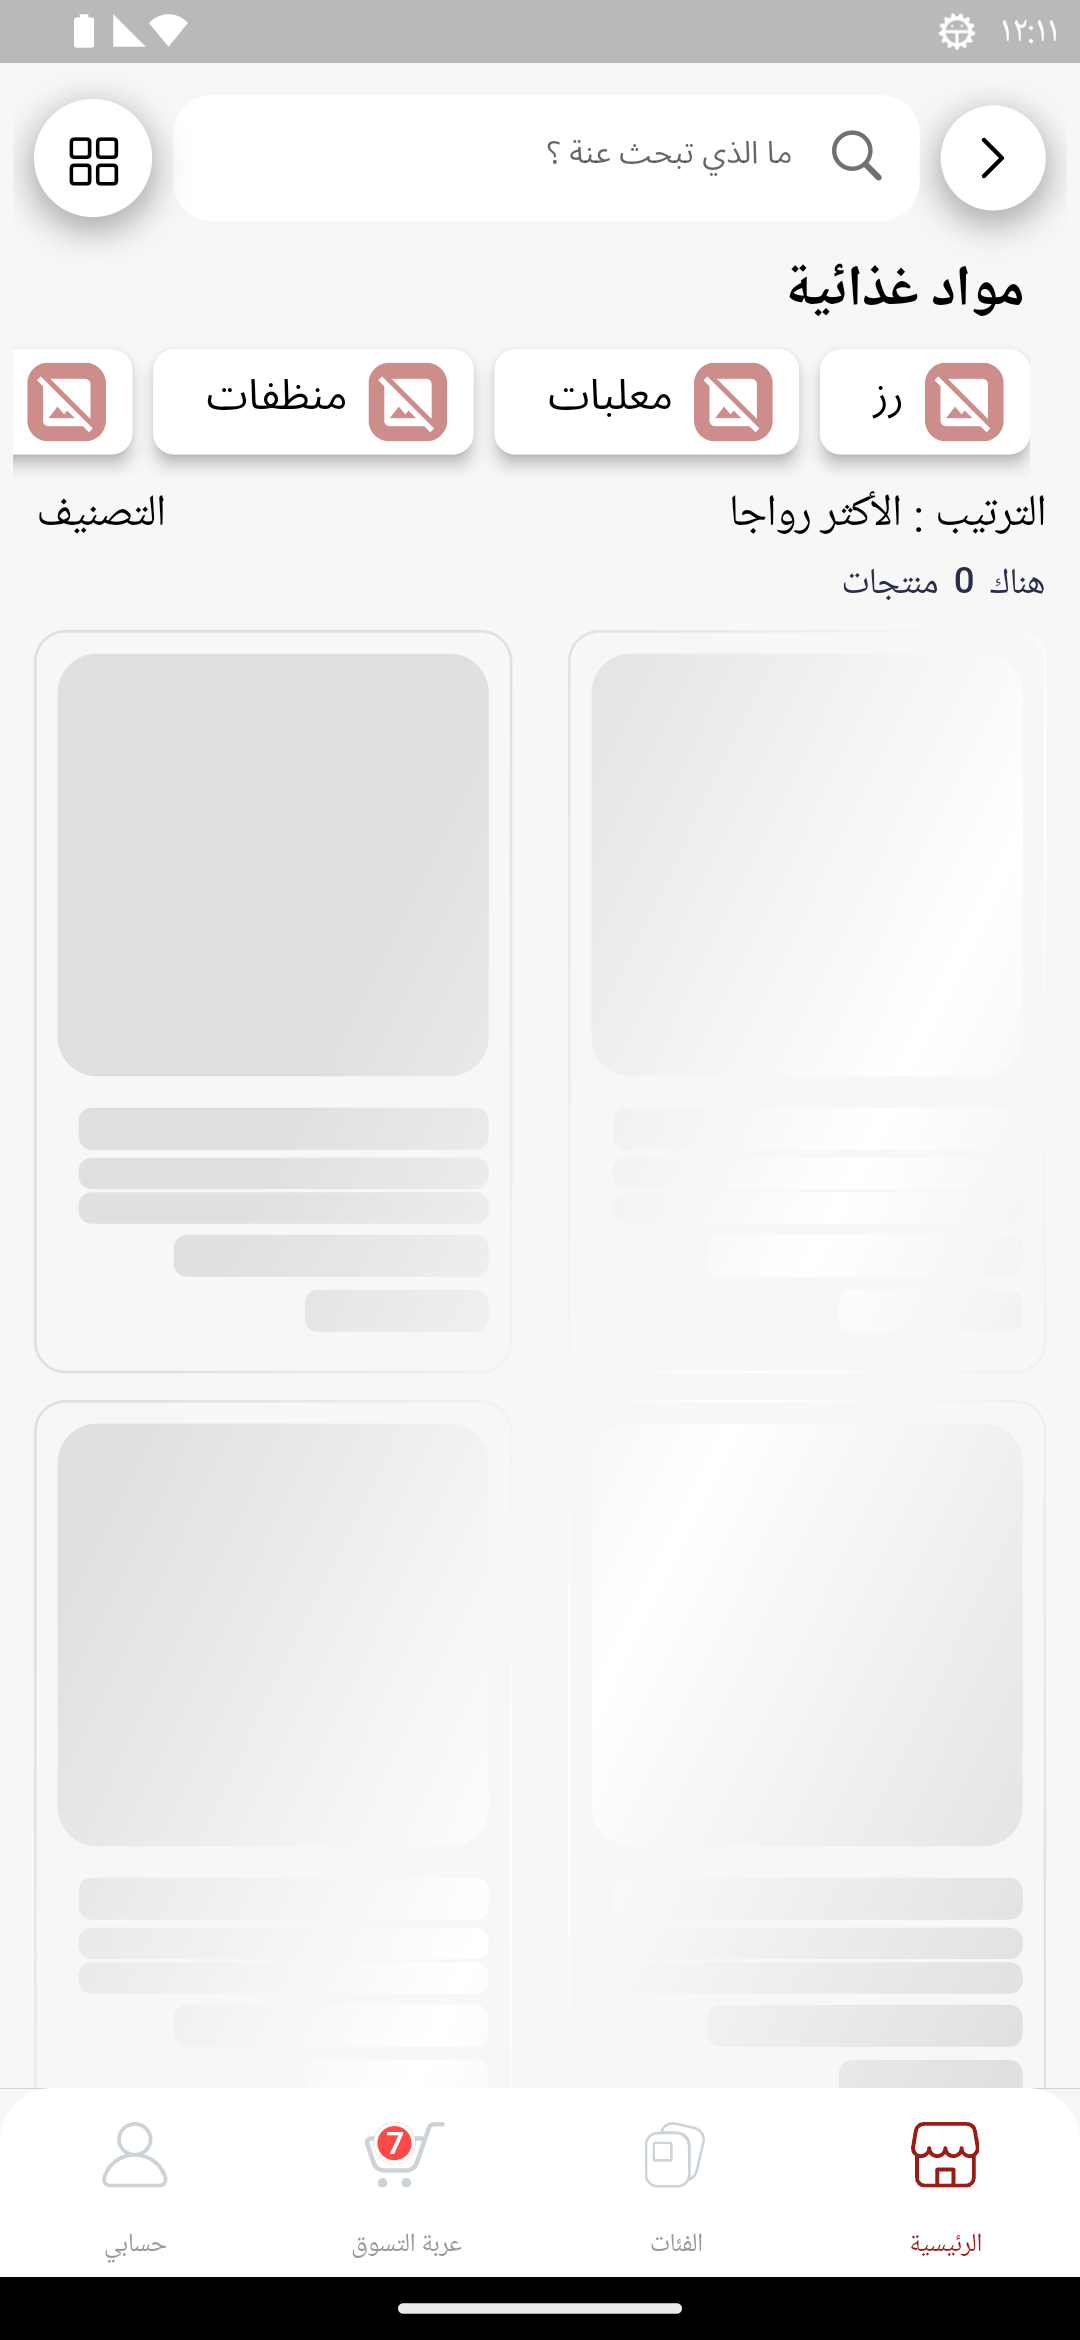 ١٢:١١
ما الذي تبحث عنة ؟
مواد غذائية
رز
معلبات
منظفات
الترتيب : الأكثر رواجا
التصنيف
هناك 0 منتجات
الرئيسية
الفئات
7
عربة التسوق
حسابي